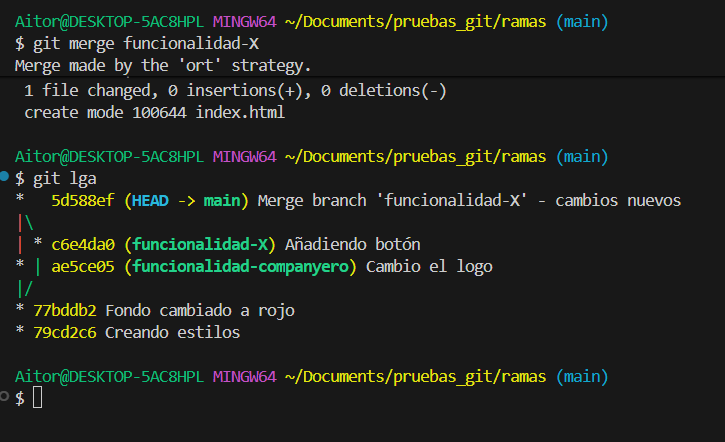 Aitor@DESKTOP-5AC8HPL MINGW64 ~/Documents/pruebas_git/ramas (main)
$ git merge funcionalidad-X
Merge made by the 'ort' strategy.
 1 file changed, 0 insertions(+), 0 deletions(-)
 create mode 100644 index.html

Aitor@DESKTOP-5AC8HPL MINGW64 ~/Documents/pruebas_git/ramas (main)
$ git lga
*   5d588ef (HEAD -> main) Merge branch 'funcionalidad-X' - cambios nuevos
|\
| * c6e4da0 (funcionalidad-X) Añadiendo botón
* | ae5ce05 (funcionalidad-companyero) Cambio el logo
|/
* 77bddb2 Fondo cambiado a rojo
* 79cd2c6 Creando estilos

Aitor@DESKTOP-5AC8HPL MINGW64 ~/Documents/pruebas_git/ramas (main)
$